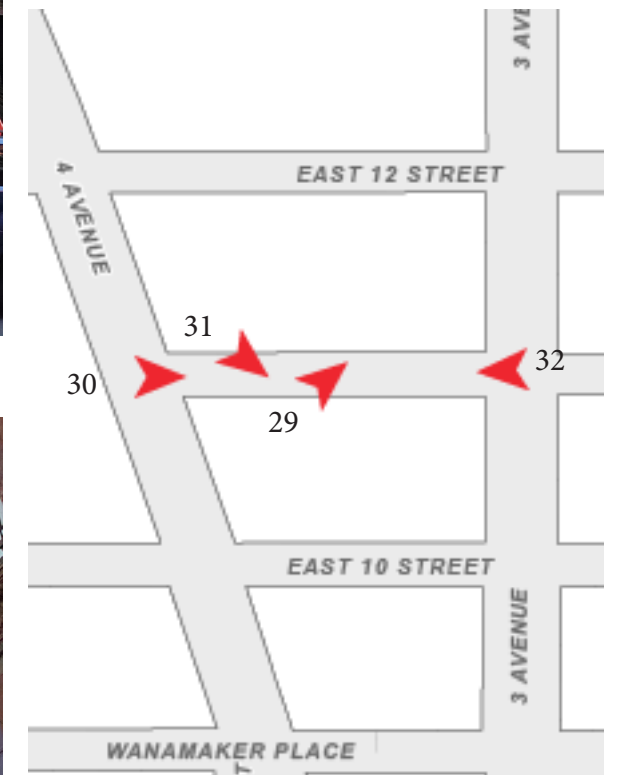 3 AVE
EAST 12 STREET
4 AVENUE
31
30
32
29
EAST 10 STREET
3 AVENUE
WANAMAKER PLACE
T